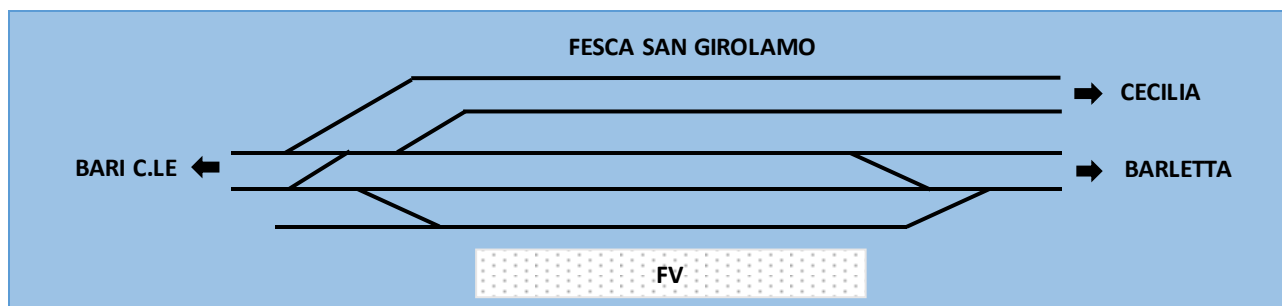 FESCA SAN GIROLAMO
CECILIA
BARI C.LE
BARLETTA
FV